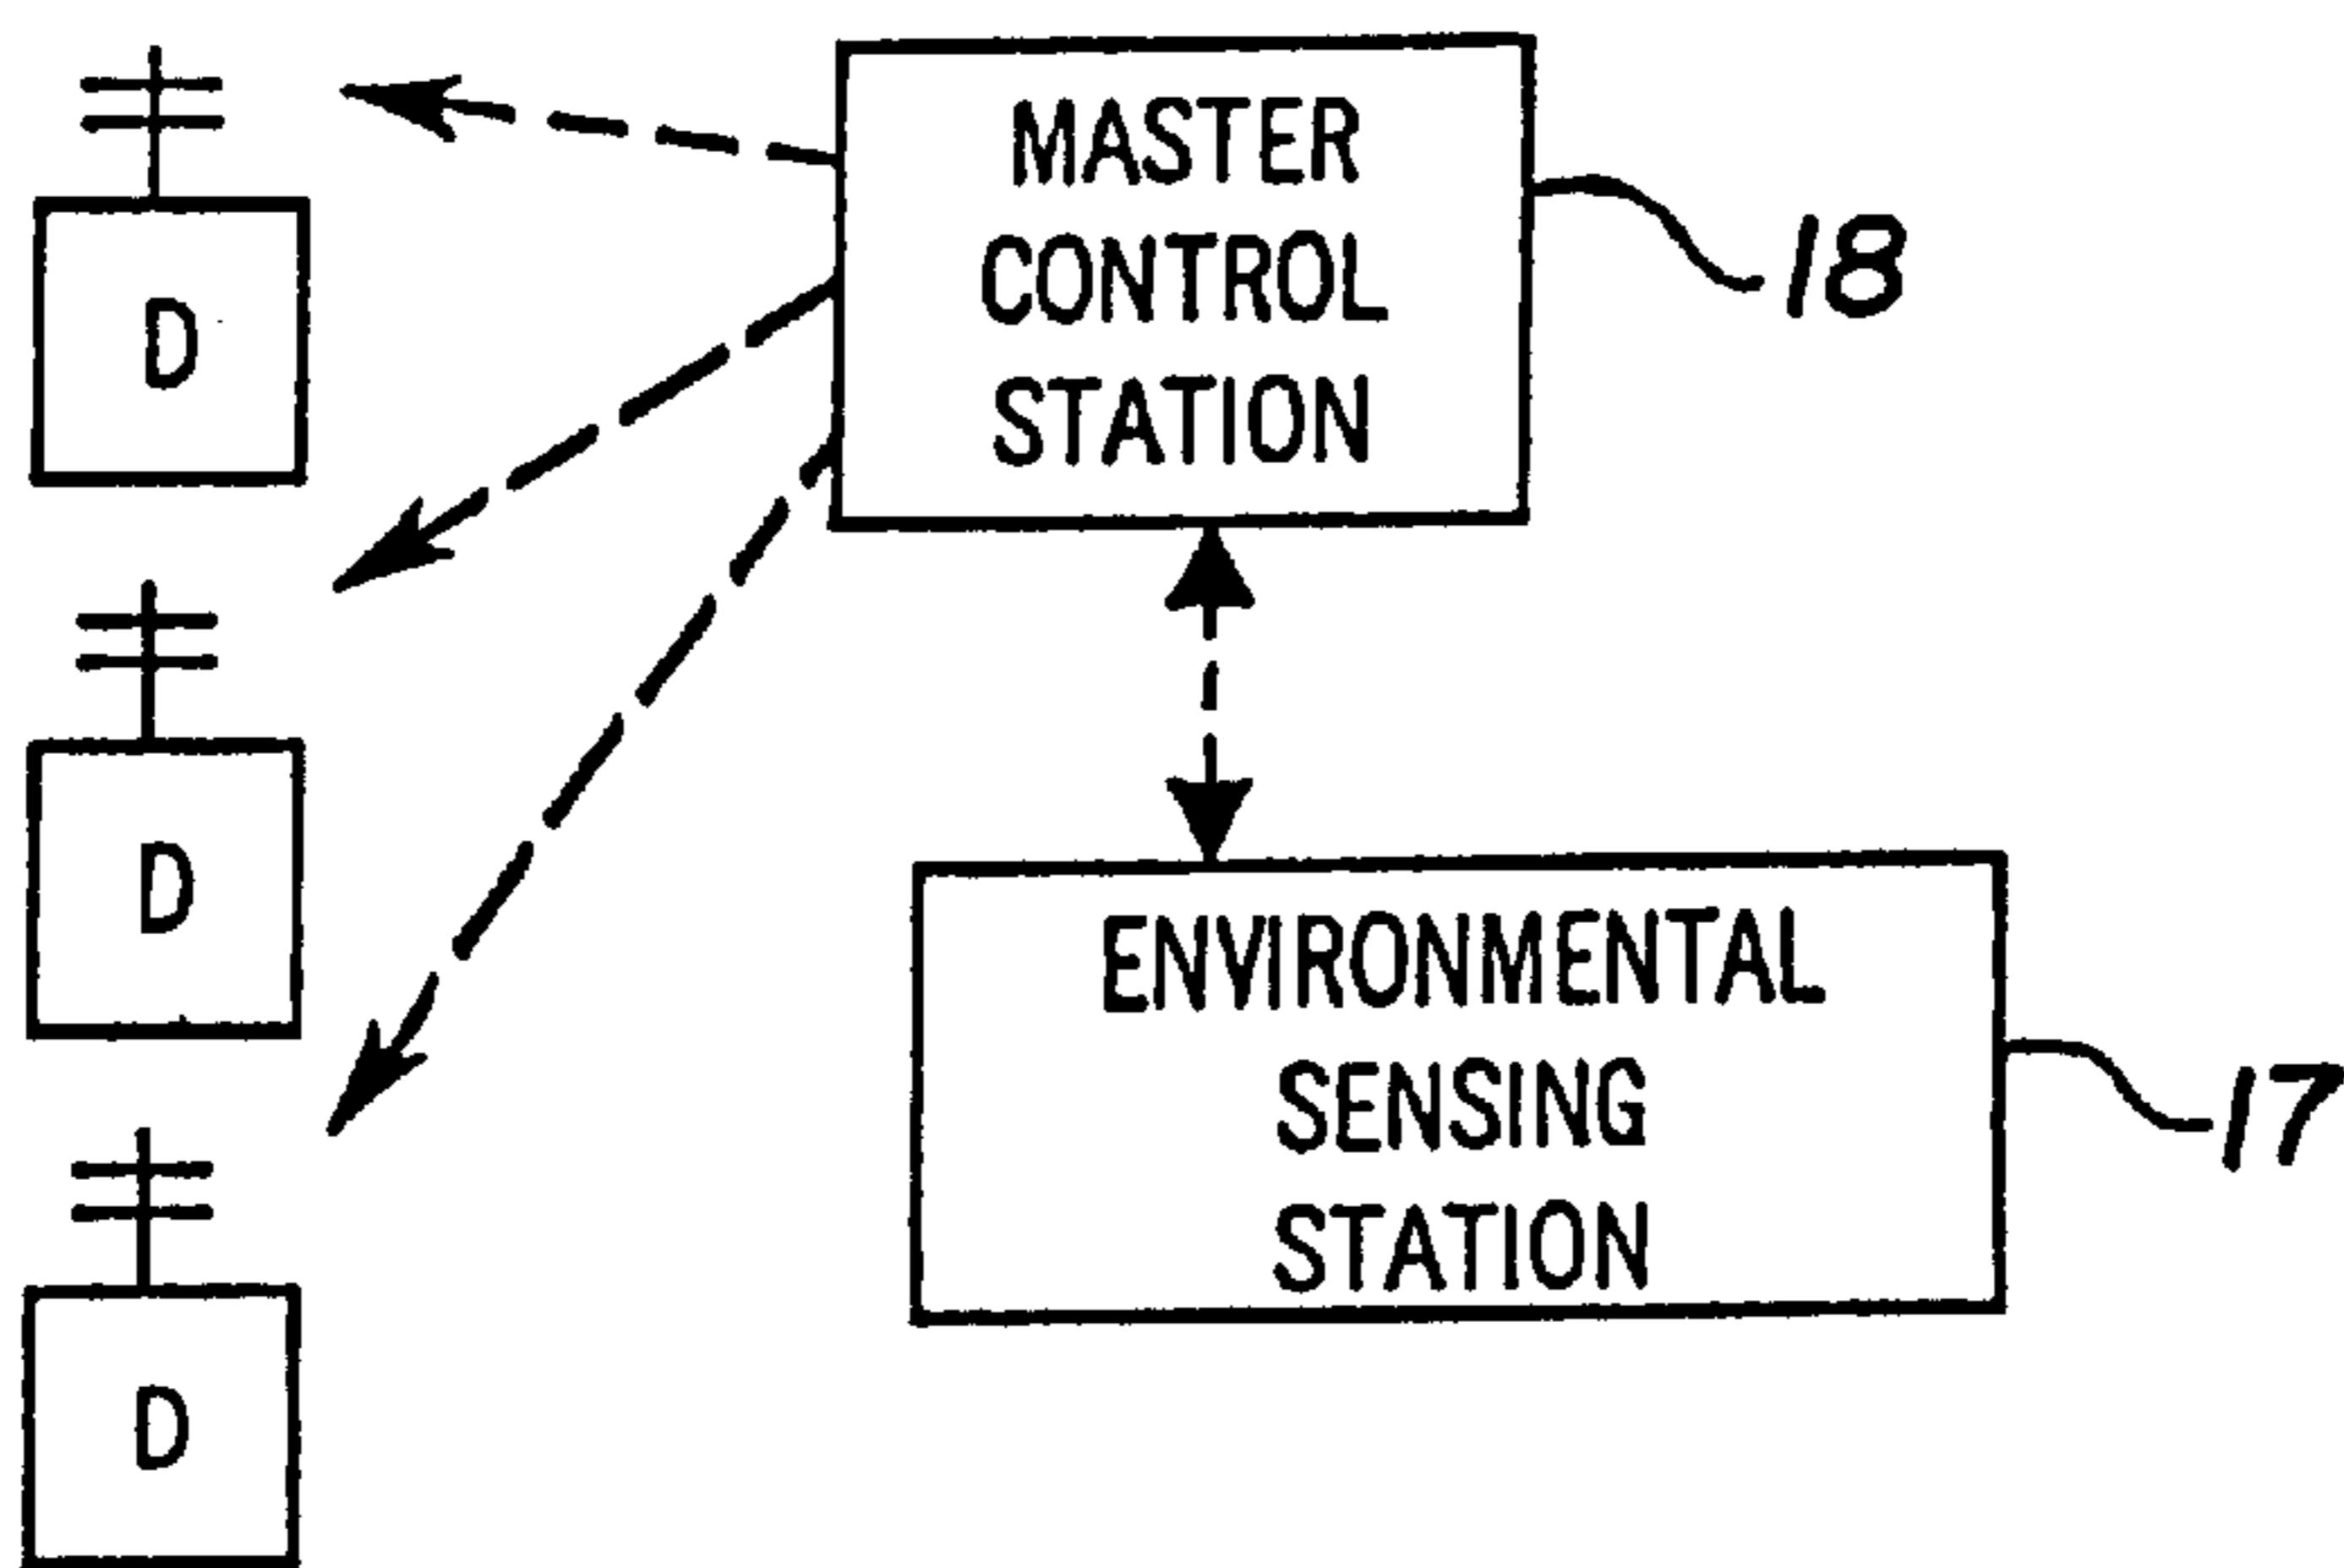 D
D
D
MASTER
CONTROL
STATION
18
ENVIRONMENTAL
SENSING
STATION
17